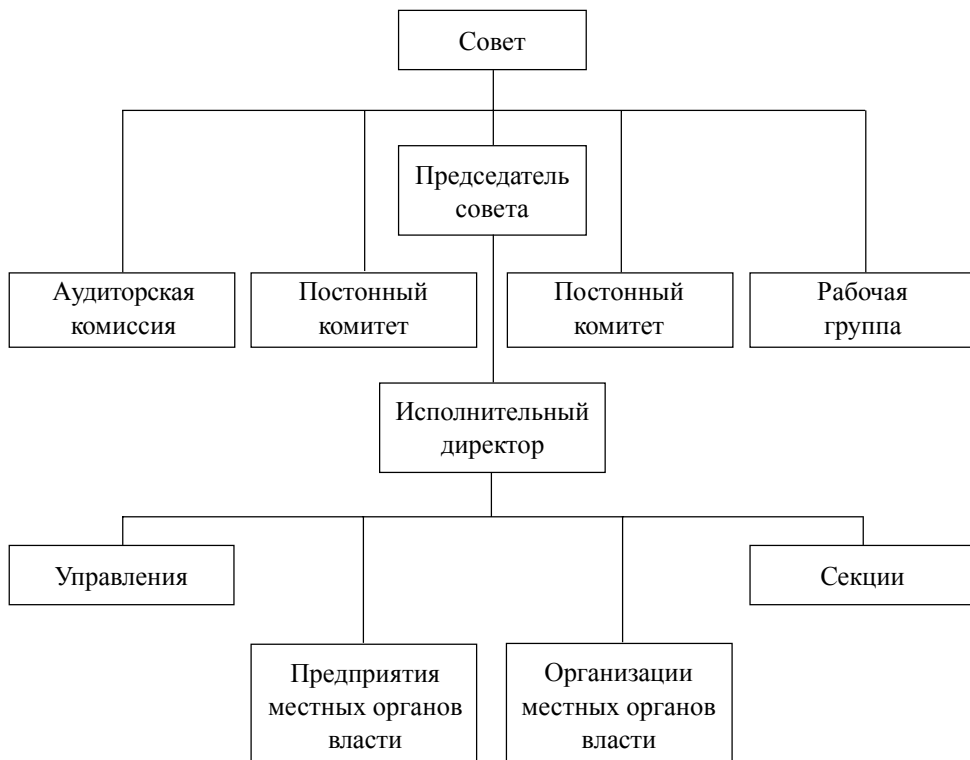 Совет
Председатель
совета
Аудиторская
комиссия
Постонный
комитет
Постонный
комитет
Рабочая
группа
Исполнительный
директор
Управления
Секции
Предприятия
местных органов
власти
Организации
местных органов
власти